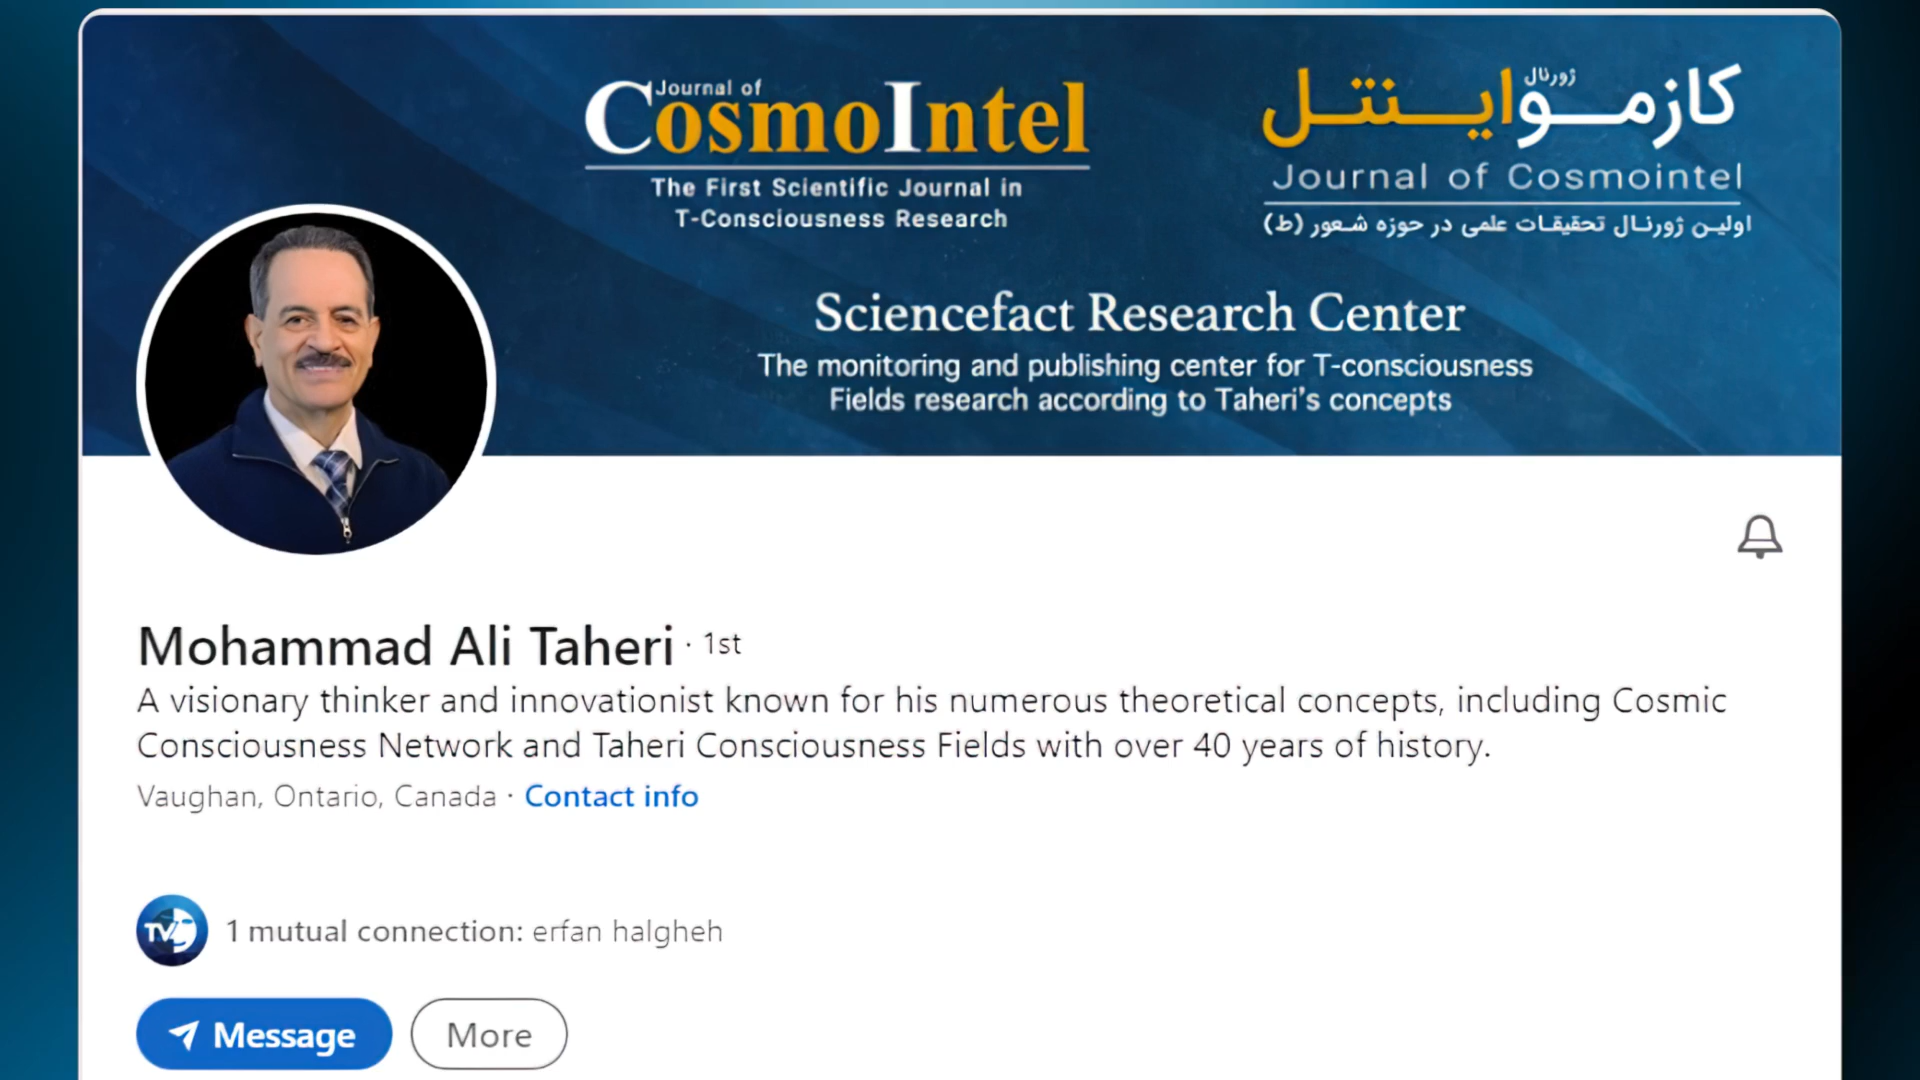 Journal of
CosmoIntel
The First Scientific Journal in
T-Consciousness Research
ژورنال
کازمواینتل
Journal of Cosmointel
اولین ژورنال تحقیقات علمی در حوزه شعور (ط)
Sciencefact Research Center
The monitoring and publishing center for T-consciousness
Fields research according to Taheri's concepts
Mohammad Ali Taheri · 1st
A visionary thinker and innovationist known for his numerous theoretical concepts, including Cosmic
Consciousness Network and Taheri Consciousness Fields with over 40 years of history.
Vaughan, Ontario, Canada · Contact info
TV
1 mutual connection: erfan halgheh
Message
More